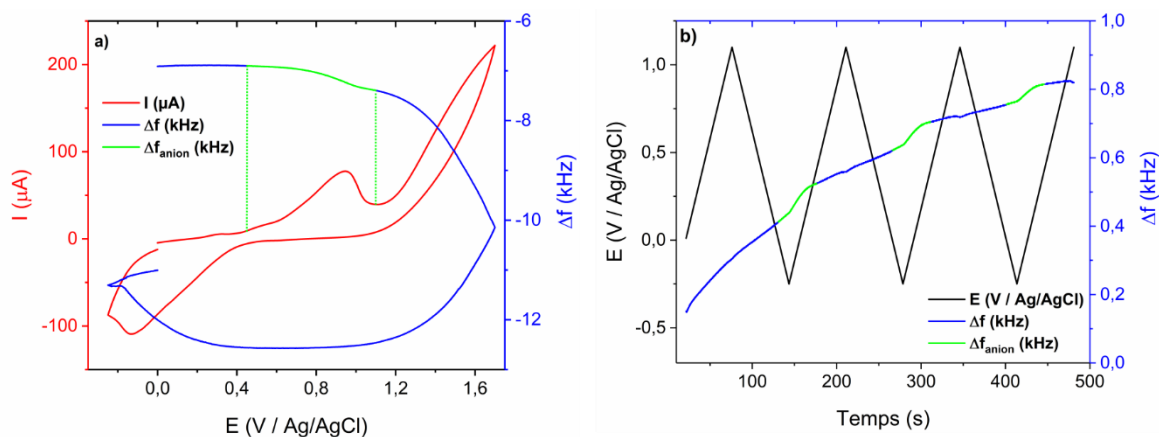 a)
I (µA)
Δf (kHz)
Δf_anion (kHz)
200
100
0
-100
I (µA)
-6
-8
-10
-12
Δf (kHz)
0,0 0,4 0,8 1,2 1,6
E (V / Ag/AgCl)
b)
E (V / Ag/AgCl)
Δf (kHz)
Δf_anion (kHz)
1,0
0,5
0,0
-0,5
E (V / Ag/AgCl)
1,0
0,8
0,6
0,4
0,2
0,0
Δf (kHz)
100 200 300 400 500
Temps (s)